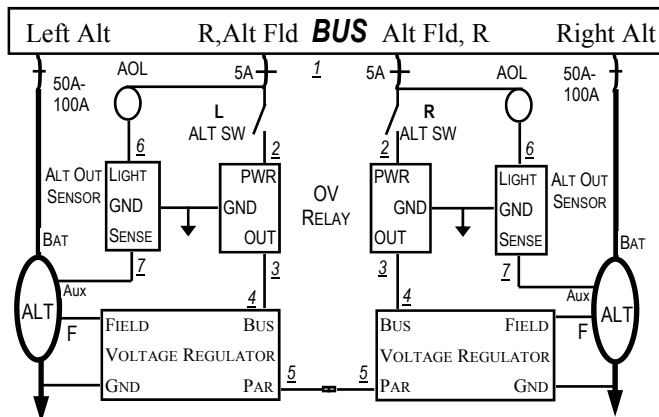 Left Alt R,Alt Fld BUS Alt Fld, R Right Alt
50A-
100A
AOL
5A
1
5A
AOL
50A-
100A
L
ALT SW
R
ALT SW
6
2
2
6
ALT OUT
SENSOR
LIGHT
GND
SENSE
PWR
GND
OUT
OV
RELAY
PWR
GND
OUT
LIGHT
GND
SENSE
ALT OUT
SENSOR
BAT
7
3
3
7
BAT
ALT
AUX
F
4
4
AUX
F
ALT
FIELD BUS
VOLTAGE REGULATOR
GND PAR
5
5
BUS FIELD
VOLTAGE REGULATOR
PAR GND